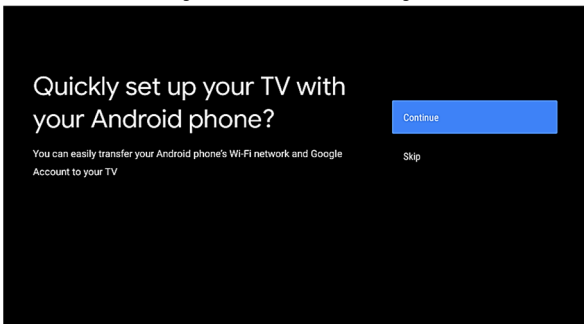 Quickly set up your TV with
your Android phone?
You can easily transfer your Android phone's Wi-Fi network and Google
Account to your TV
Continue
Skip